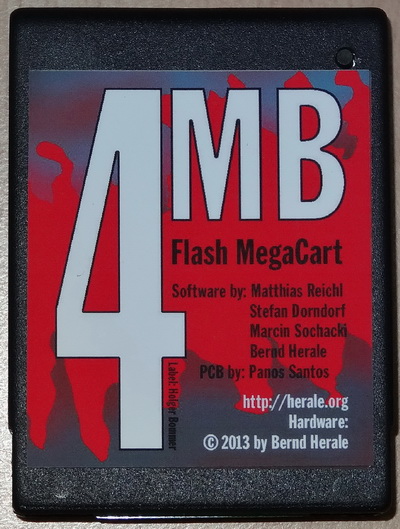 4MB
Flash MegaCart
Software by: Matthias Reichl
Stefan Dorndorf
Marcin Sochacki
Bernd Herale
PCB by: Panos Santos
Label: Holger Bommer
http://herale.org
Hardware:
© 2013 by Bernd Herale